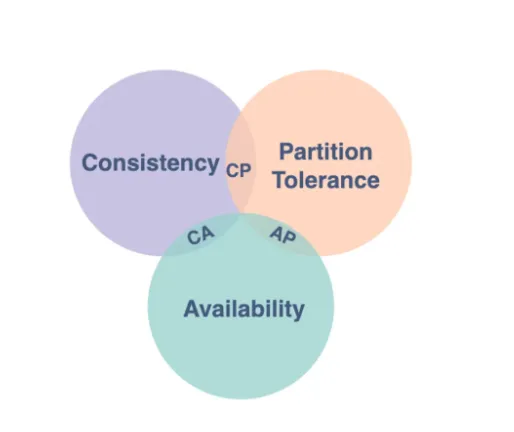 Consistency
CP
Partition
Tolerance
CA
AP
Availability